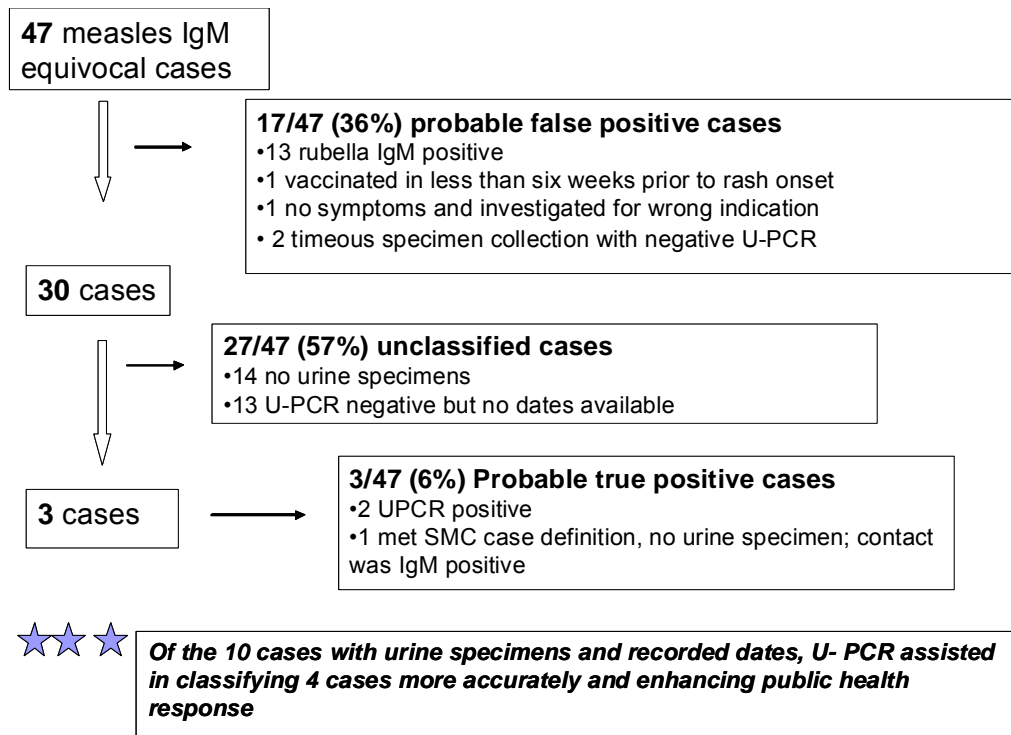 47 measles IgM
equivocal cases
17/47 (36%) probable false positive cases
•13 rubella IgM positive
•1 vaccinated in less than six weeks prior to rash onset
•1 no symptoms and investigated for wrong indication
• 2 timeous specimen collection with negative U-PCR
30 cases
27/47 (57%) unclassified cases
•14 no urine specimens
•13 U-PCR negative but no dates available
3 cases
3/47 (6%) Probable true positive cases
•2 UPCR positive
•1 met SMC case definition, no urine specimen; contact
was IgM positive
Of the 10 cases with urine specimens and recorded dates, U- PCR assisted
in classifying 4 cases more accurately and enhancing public health
response